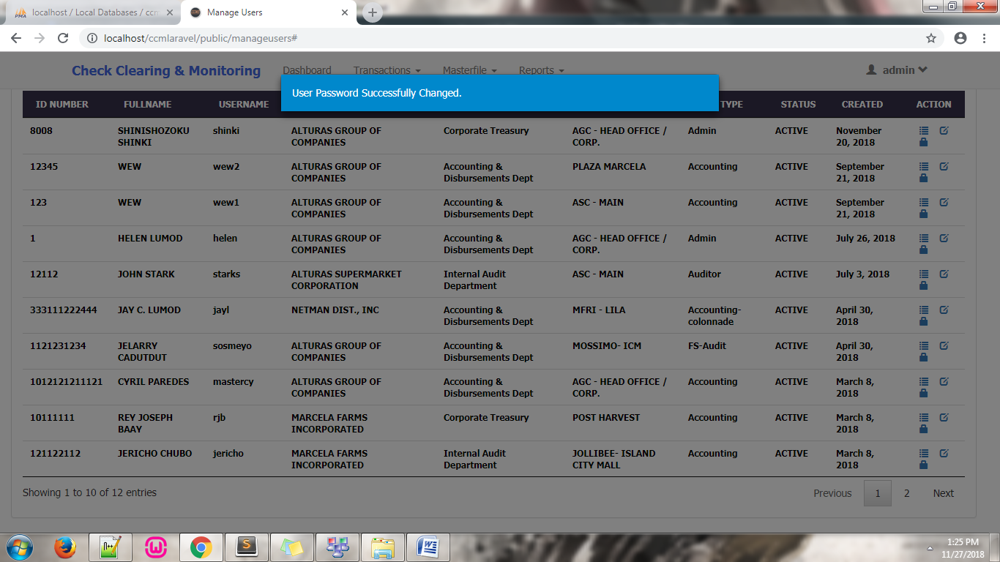 localhost / Local Databases / ccm
Manage Users
localhost/ccmlaravel/public/manageusers#
Check Clearing & Monitoring Dashboard Transactions Masterfile Reports admin
User Password Successfully Changed.
ID NUMBER FULLNAME USERNAME TYPE STATUS CREATED ACTION
8008 SHINISHOZOKU shinki ALTURAS GROUP OF Corporate Treasury AGC - HEAD OFFICE / Admin ACTIVE November
SHINKI COMPANIES CORP. 20, 2018
12345 WEW wew2 ALTURAS GROUP OF Accounting & PLAZA MARCELA Accounting ACTIVE September
COMPANIES Disbursements Dept 21, 2018
123 WEW wew1 ALTURAS GROUP OF Accounting & ASC - MAIN Accounting ACTIVE September
COMPANIES Disbursements Dept 21, 2018
1 HELEN LUMOD helen ALTURAS GROUP OF Accounting & AGC - HEAD OFFICE / Admin ACTIVE July 26, 2018
COMPANIES Disbursements Dept CORP.
12112 JOHN STARK starks ALTURAS SUPERMARKET Internal Audit ASC - MAIN Auditor ACTIVE July 3, 2018
CORPORATION Department
333111222444 JAY C. LUMOD jayl NETMAN DIST., INC Accounting & MFRI - LILA Accounting- ACTIVE April 30,
Disbursements Dept colonnade 2018
1121231234 JELARRY sosmeyo ALTURAS GROUP OF Accounting & MOSSIMO- ICM FS-Audit ACTIVE April 30,
CADUTDUT COMPANIES Disbursements Dept 2018
1012121211121 CYRIL PAREDES mastercy ALTURAS GROUP OF Accounting & AGC - HEAD OFFICE / Accounting ACTIVE March 8,
COMPANIES Disbursements Dept CORP. 2018
10111111 REY JOSEPH rjb MARCELA FARMS Corporate Treasury POST HARVEST Accounting ACTIVE March 8,
BAAY INCORPORATED 2018
121122112 JERICHO CHUBO jericho MARCELA FARMS Internal Audit JOLLIBEE- ISLAND Accounting ACTIVE March 8,
INCORPORATED Department CITY MALL 2018
Showing 1 to 10 of 12 entries Previous 1 2 Next
1:25 PM
11/27/2018